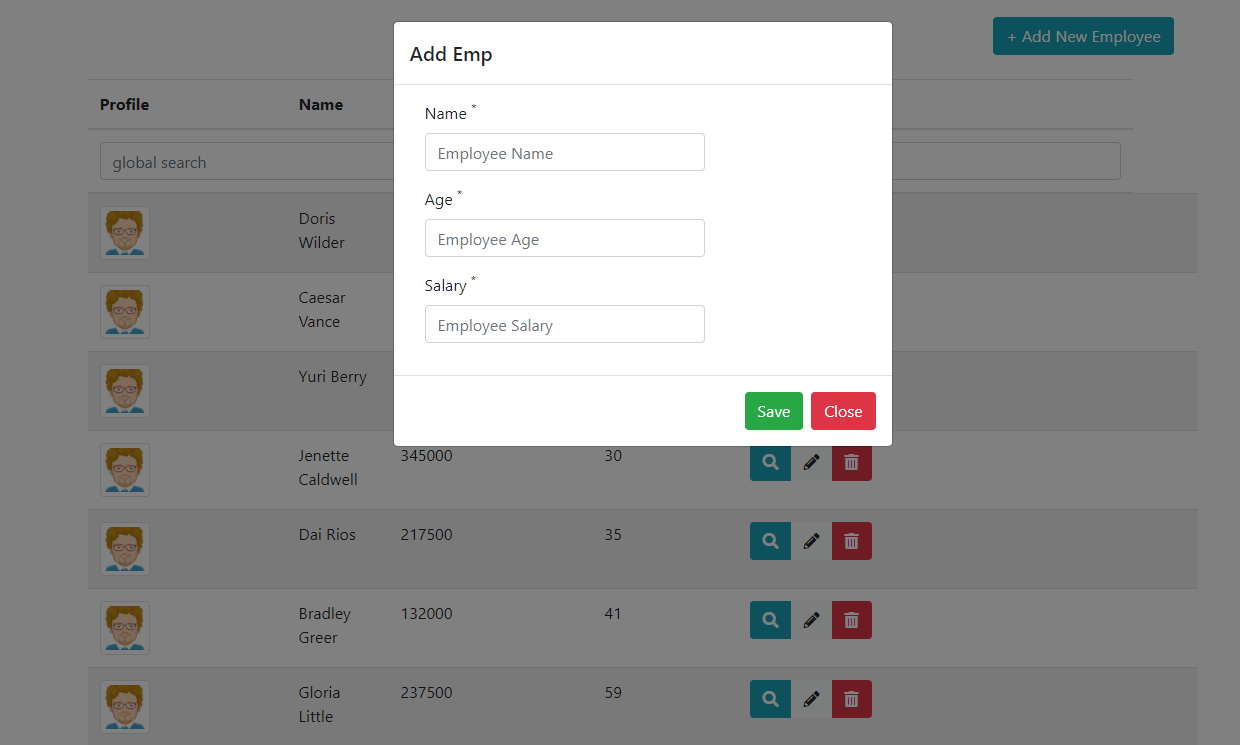 Add Emp
+ Add New Employee
Profile Name
Name *
Employee Name
global search
Age *
Employee Age
Salary *
Employee Salary
Save Close
Doris
Wilder
Caesar
Vance
Yuri Berry
Jenette 345000 30
Caldwell
Dai Rios 217500 35
Bradley 132000 41
Greer
Gloria 237500 59
Little